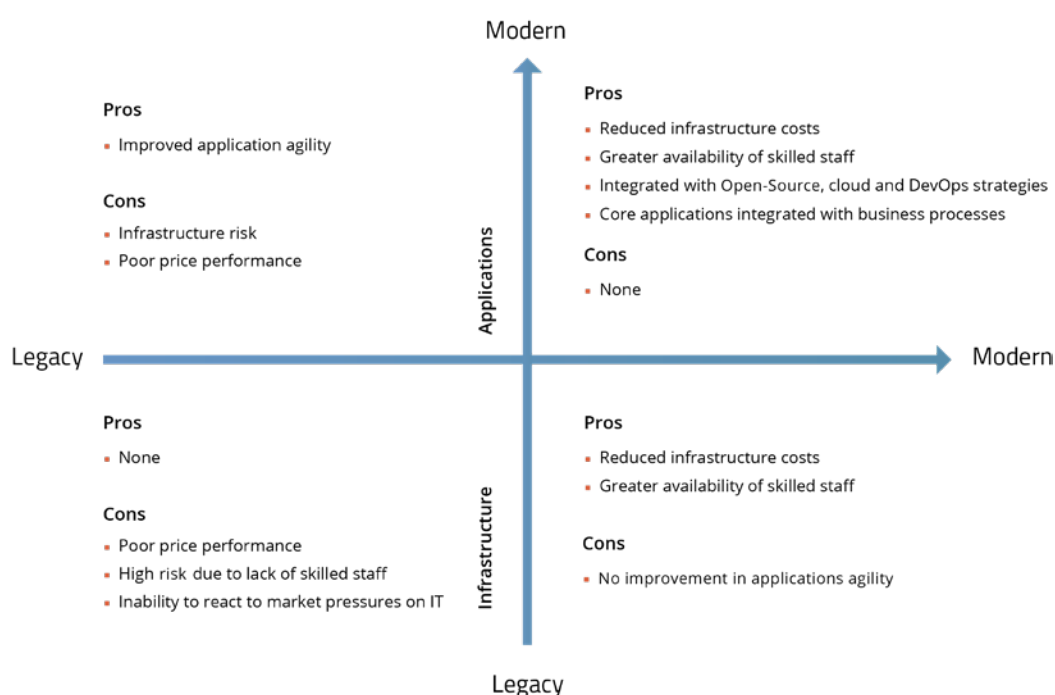 Modern
Pros
Improved application agility
Cons
Infrastructure risk
Poor price performance
Pros
Reduced infrastructure costs
Greater availability of skilled staff
Integrated with Open-Source, cloud and DevOps strategies
Core applications integrated with business processes
Cons
None
Applications
Legacy
Modern
Pros
None
Cons
Poor price performance
High risk due to lack of skilled staff
Inability to react to market pressures on IT
Infrastructure
Pros
Reduced infrastructure costs
Greater availability of skilled staff
Cons
No improvement in applications agility
Legacy